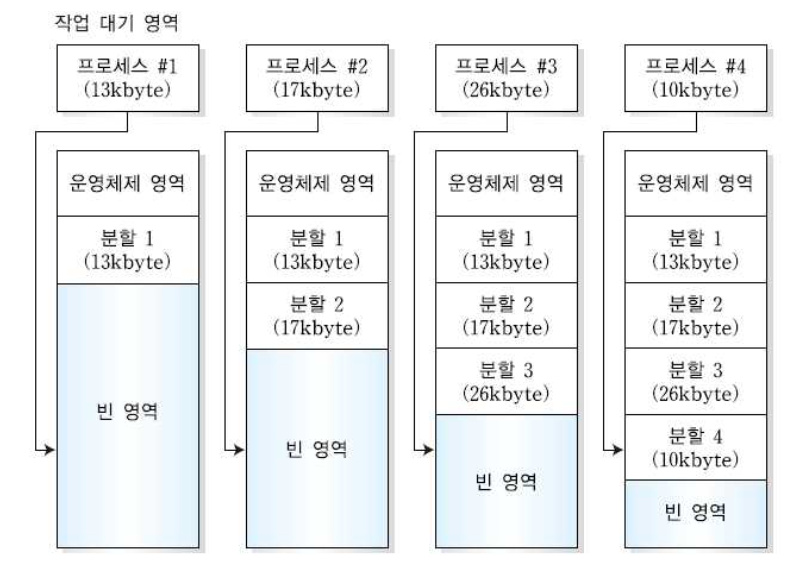 작업 대기 영역
프로세스 #1
(13kbyte)
프로세스 #2
(17kbyte)
프로세스 #3
(26kbyte)
프로세스 #4
(10kbyte)
운영체제 영역
분할 1
(13kbyte)
빈 영역
운영체제 영역
분할 1
(13kbyte)
분할 2
(17kbyte)
빈 영역
운영체제 영역
분할 1
(13kbyte)
분할 2
(17kbyte)
분할 3
(26kbyte)
빈 영역
운영체제 영역
분할 1
(13kbyte)
분할 2
(17kbyte)
분할 3
(26kbyte)
분할 4
(10kbyte)
빈 영역